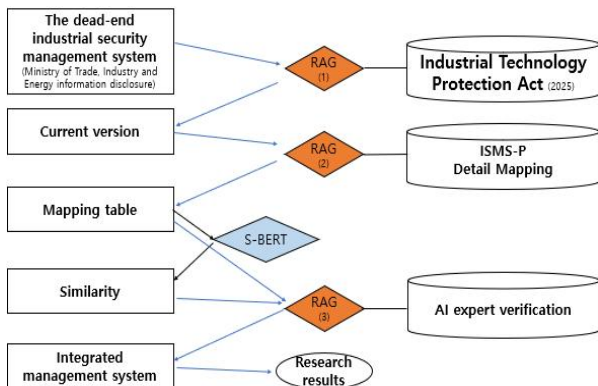 The dead-end
industrial security
management system
(Ministry of Trade, Industry and
Energy information disclosure)
RAG
(1)
Industrial Technology
Protection Act (2025)
Current version
RAG
(2)
ISMS-P
Detail Mapping
Mapping table
S-BERT
Similarity
RAG
(3)
AI expert verification
Integrated
management system
Research
results